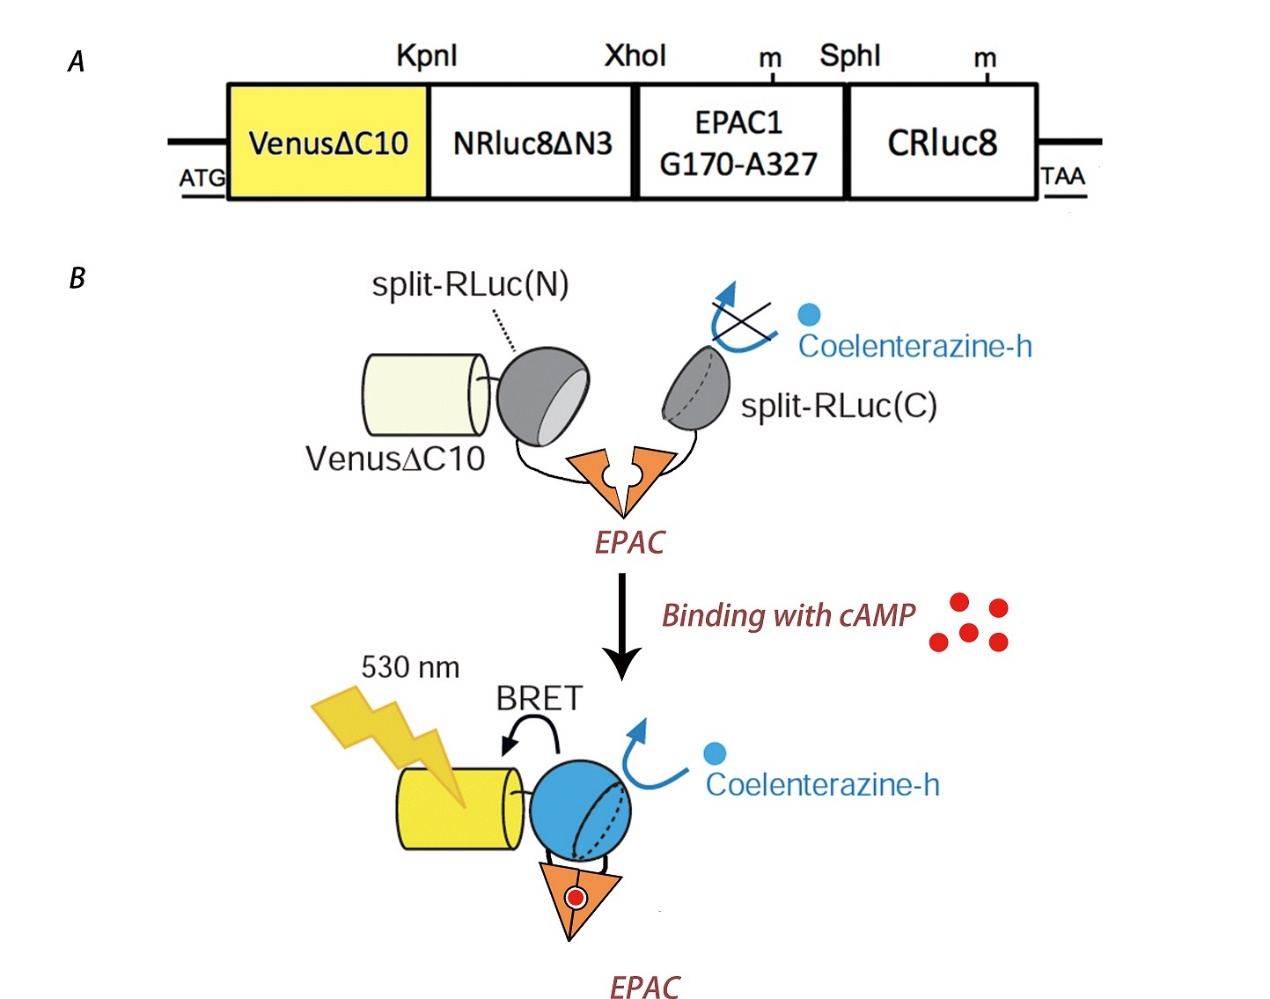 A
KpnI
XhoI
m
SphI
m
VenusΔC10
NRluc8ΔN3
EPAC1
G170-A327
CRluc8
ATG
TAA
B
split-RLuc(N)
Coelenterazine-h
split-RLuc(C)
VenusΔC10
EPAC
Binding with cAMP
530 nm
BRET
Coelenterazine-h
EPAC